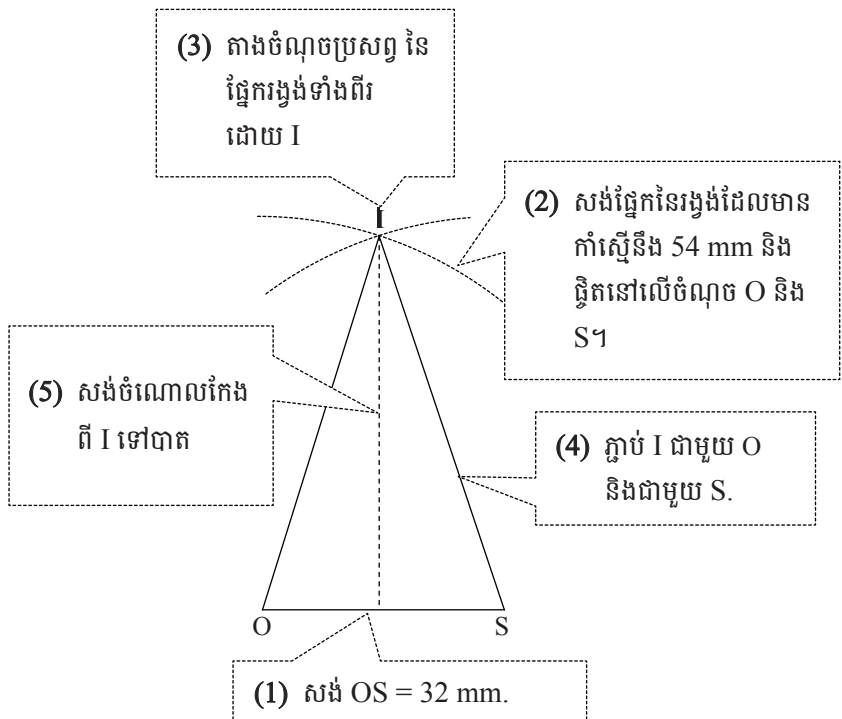 (3) តាងចំណុចប្រសព្វ នៃ
ផ្នែករង្វង់ទាំងពីរ
ដោយ I
I
(2) សង់ផ្នែកនៃរង្វង់ដែលមាន
កាំស្មើនឹង 54 mm និង
ផ្ចិតនៅលើចំណុច O និង
S។
(5) សង់ចំណោលកែង
ពី I ទៅបាត
(4) ភ្ជាប់ I ជាមួយ O
និងជាមួយ S.
O S
(1) សង់ OS = 32 mm.